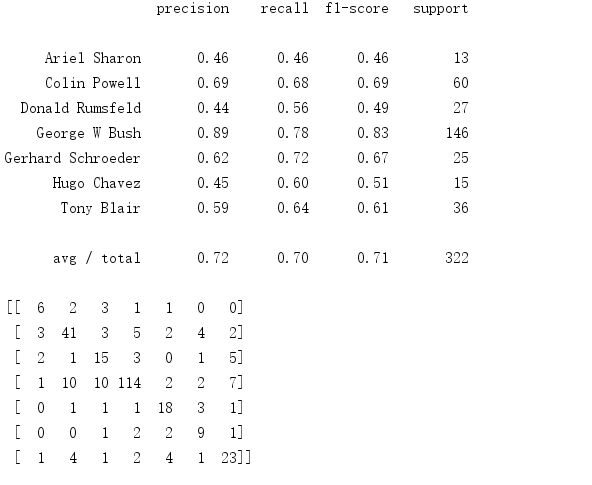 precision recall f1-score support
Ariel Sharon 0.46 0.46 0.46 13
Colin Powell 0.69 0.68 0.69 60
Donald Rumsfeld 0.44 0.56 0.49 27
George W Bush 0.89 0.78 0.83 146
Gerhard Schroeder 0.62 0.72 0.67 25
Hugo Chavez 0.45 0.60 0.51 15
Tony Blair 0.59 0.64 0.61 36
avg / total 0.72 0.70 0.71 322
[[ 6 2 3 1 1 0 0]
[ 3 41 3 5 2 4 2]
[ 2 1 15 3 0 1 5]
[ 1 10 10 114 2 2 7]
[ 0 1 1 1 18 3 1]
[ 0 0 1 2 2 9 1]
[ 1 4 1 2 4 1 23]]